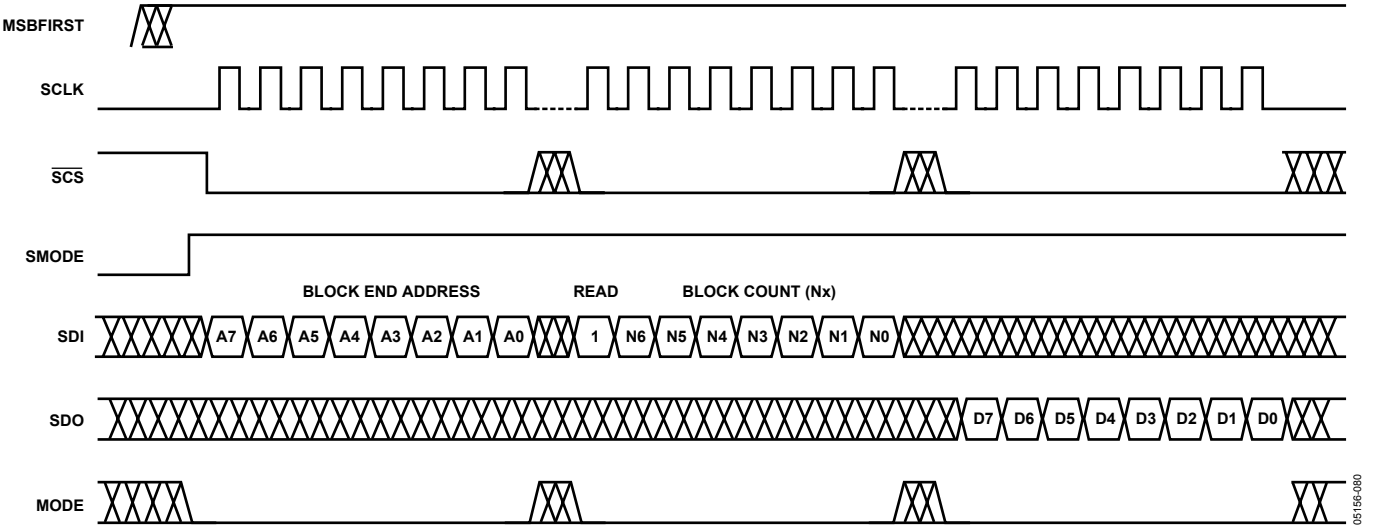 MSBFIRST
SCLK
SCS
SMODE
BLOCK END ADDRESS READ BLOCK COUNT (Nx)
SDI A7 A6 A5 A4 A3 A2 A1 A0 1 N6 N5 N4 N3 N2 N1 N0
SDO D7 D6 D5 D4 D3 D2 D1 D0
MODE
05156-080